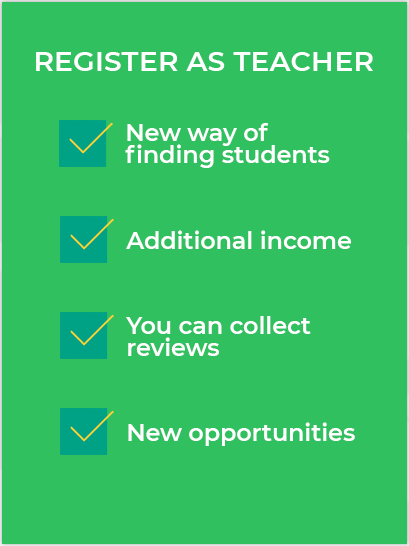 REGISTER AS TEACHER
New way of
finding students
Additional income
You can collect
reviews
New opportunities